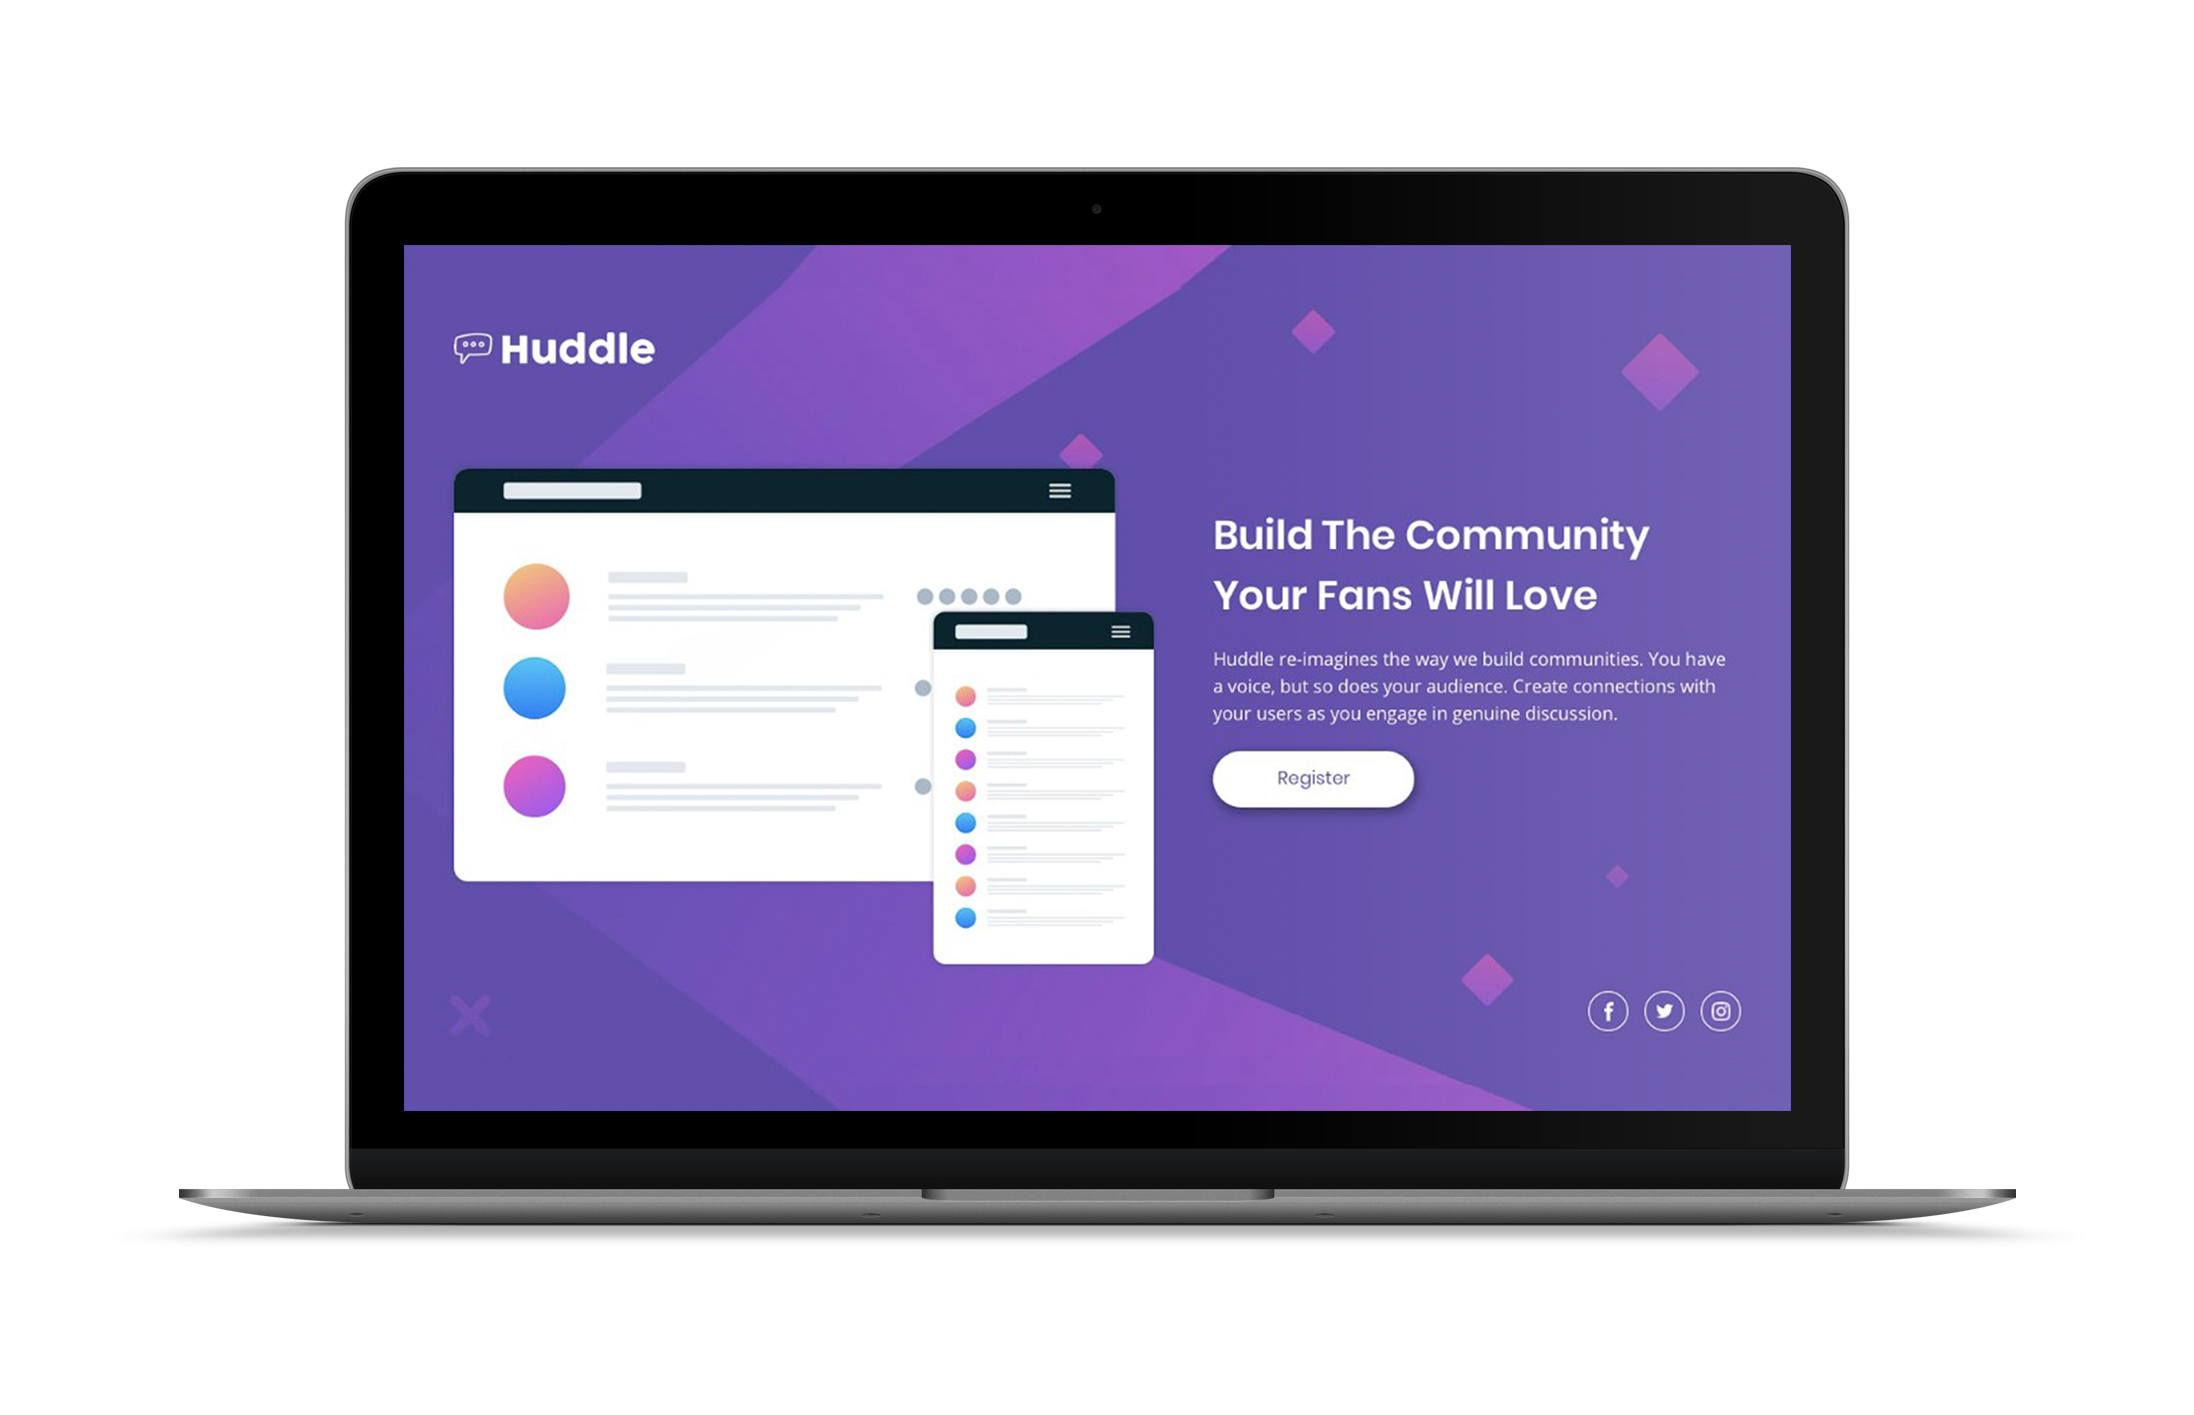 Huddle
Build The Community
Your Fans Will Love
Huddle re-imagines the way we build communities. You have
a voice, but so does your audience. Create connections with
your users as you engage in genuine discussion.
Register